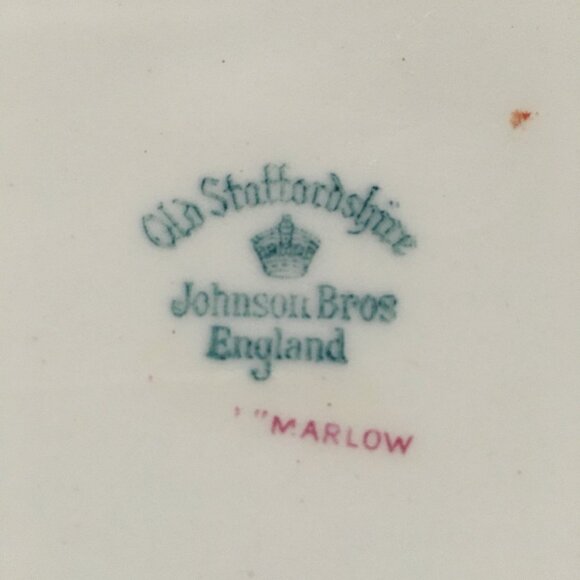 Old Staffordshire
Johnson Bros
England
"MARLOW